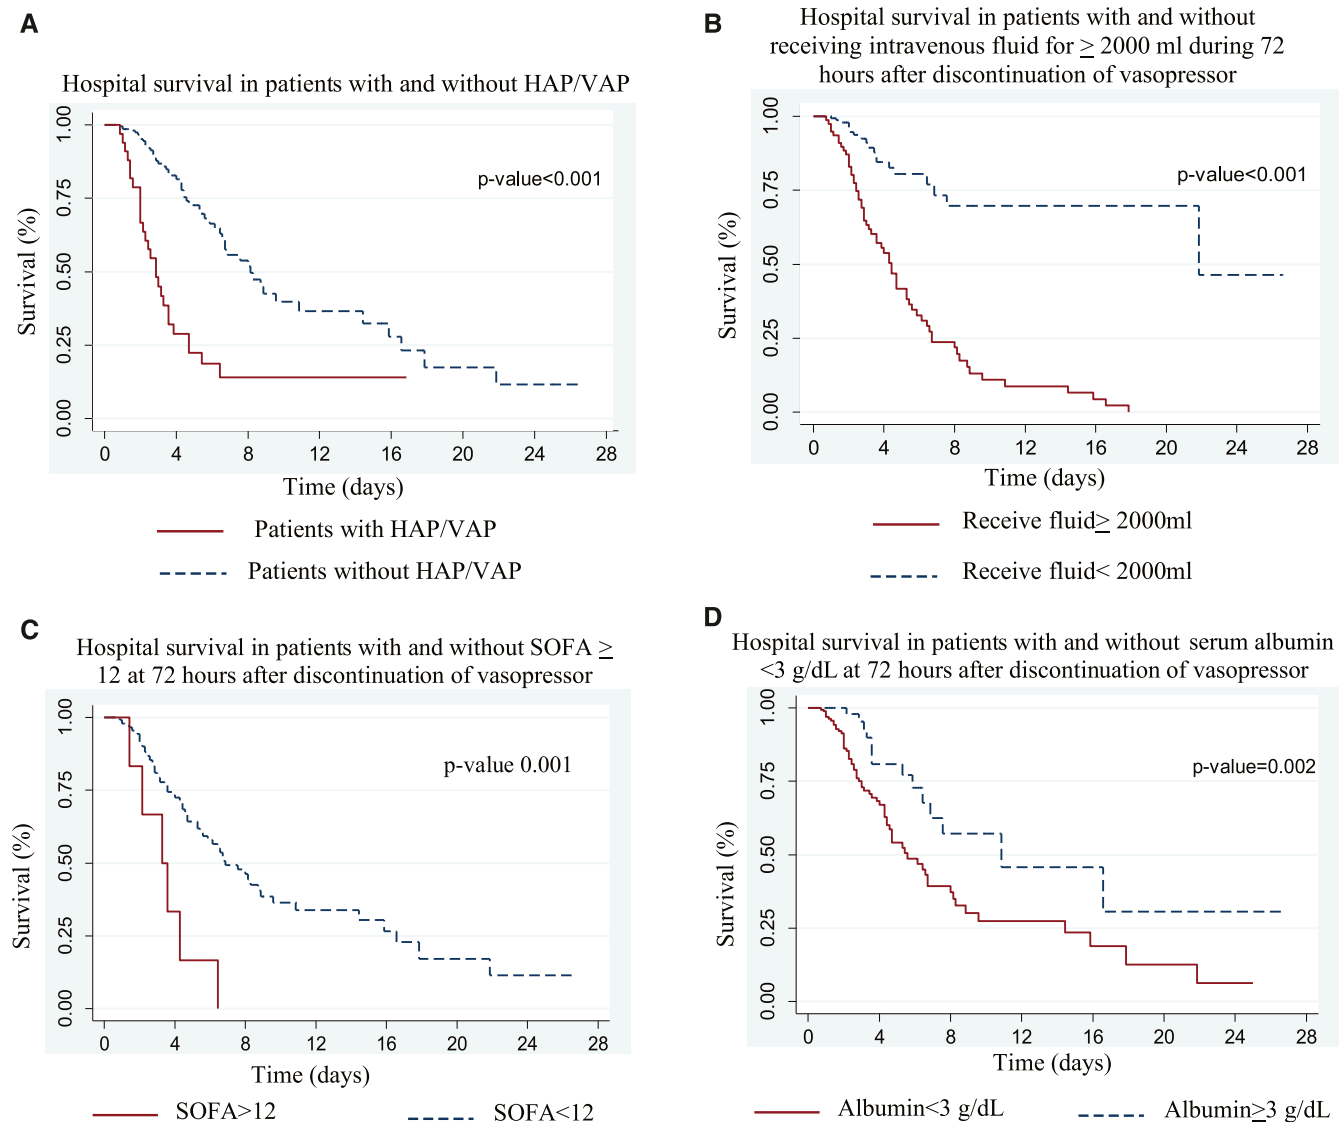 A
Hospital survival in patients with and without HAP/VAP
1.00
0.75
0.50
0.25
0.00
Survival (%)
p-value<0.001
0 4 8 12 16 20 24 28
Time (days)
Patients with HAP/VAP
Patients without HAP/VAP
B
Hospital survival in patients with and without
receiving intravenous fluid for ≥ 2000 ml during 72
hours after discontinuation of vasopressor
1.00
0.75
0.50
0.25
0.00
Survival (%)
p-value<0.001
0 4 8 12 16 20 24 28
Time (days)
Receive fluid≥ 2000ml
Receive fluid< 2000ml
C
Hospital survival in patients with and without SOFA ≥
12 at 72 hours after discontinuation of vasopressor
1.00
0.75
0.50
0.25
0.00
Survival (%)
p-value 0.001
0 4 8 12 16 20 24 28
Time (days)
SOFA>12
SOFA<12
D
Hospital survival in patients with and without serum albumin
<3 g/dL at 72 hours after discontinuation of vasopressor
1.00
0.75
0.50
0.25
0.00
Survival (%)
p-value=0.002
0 4 8 12 16 20 24 28
Time (days)
Albumin<3 g/dL
Albumin≥3 g/dL